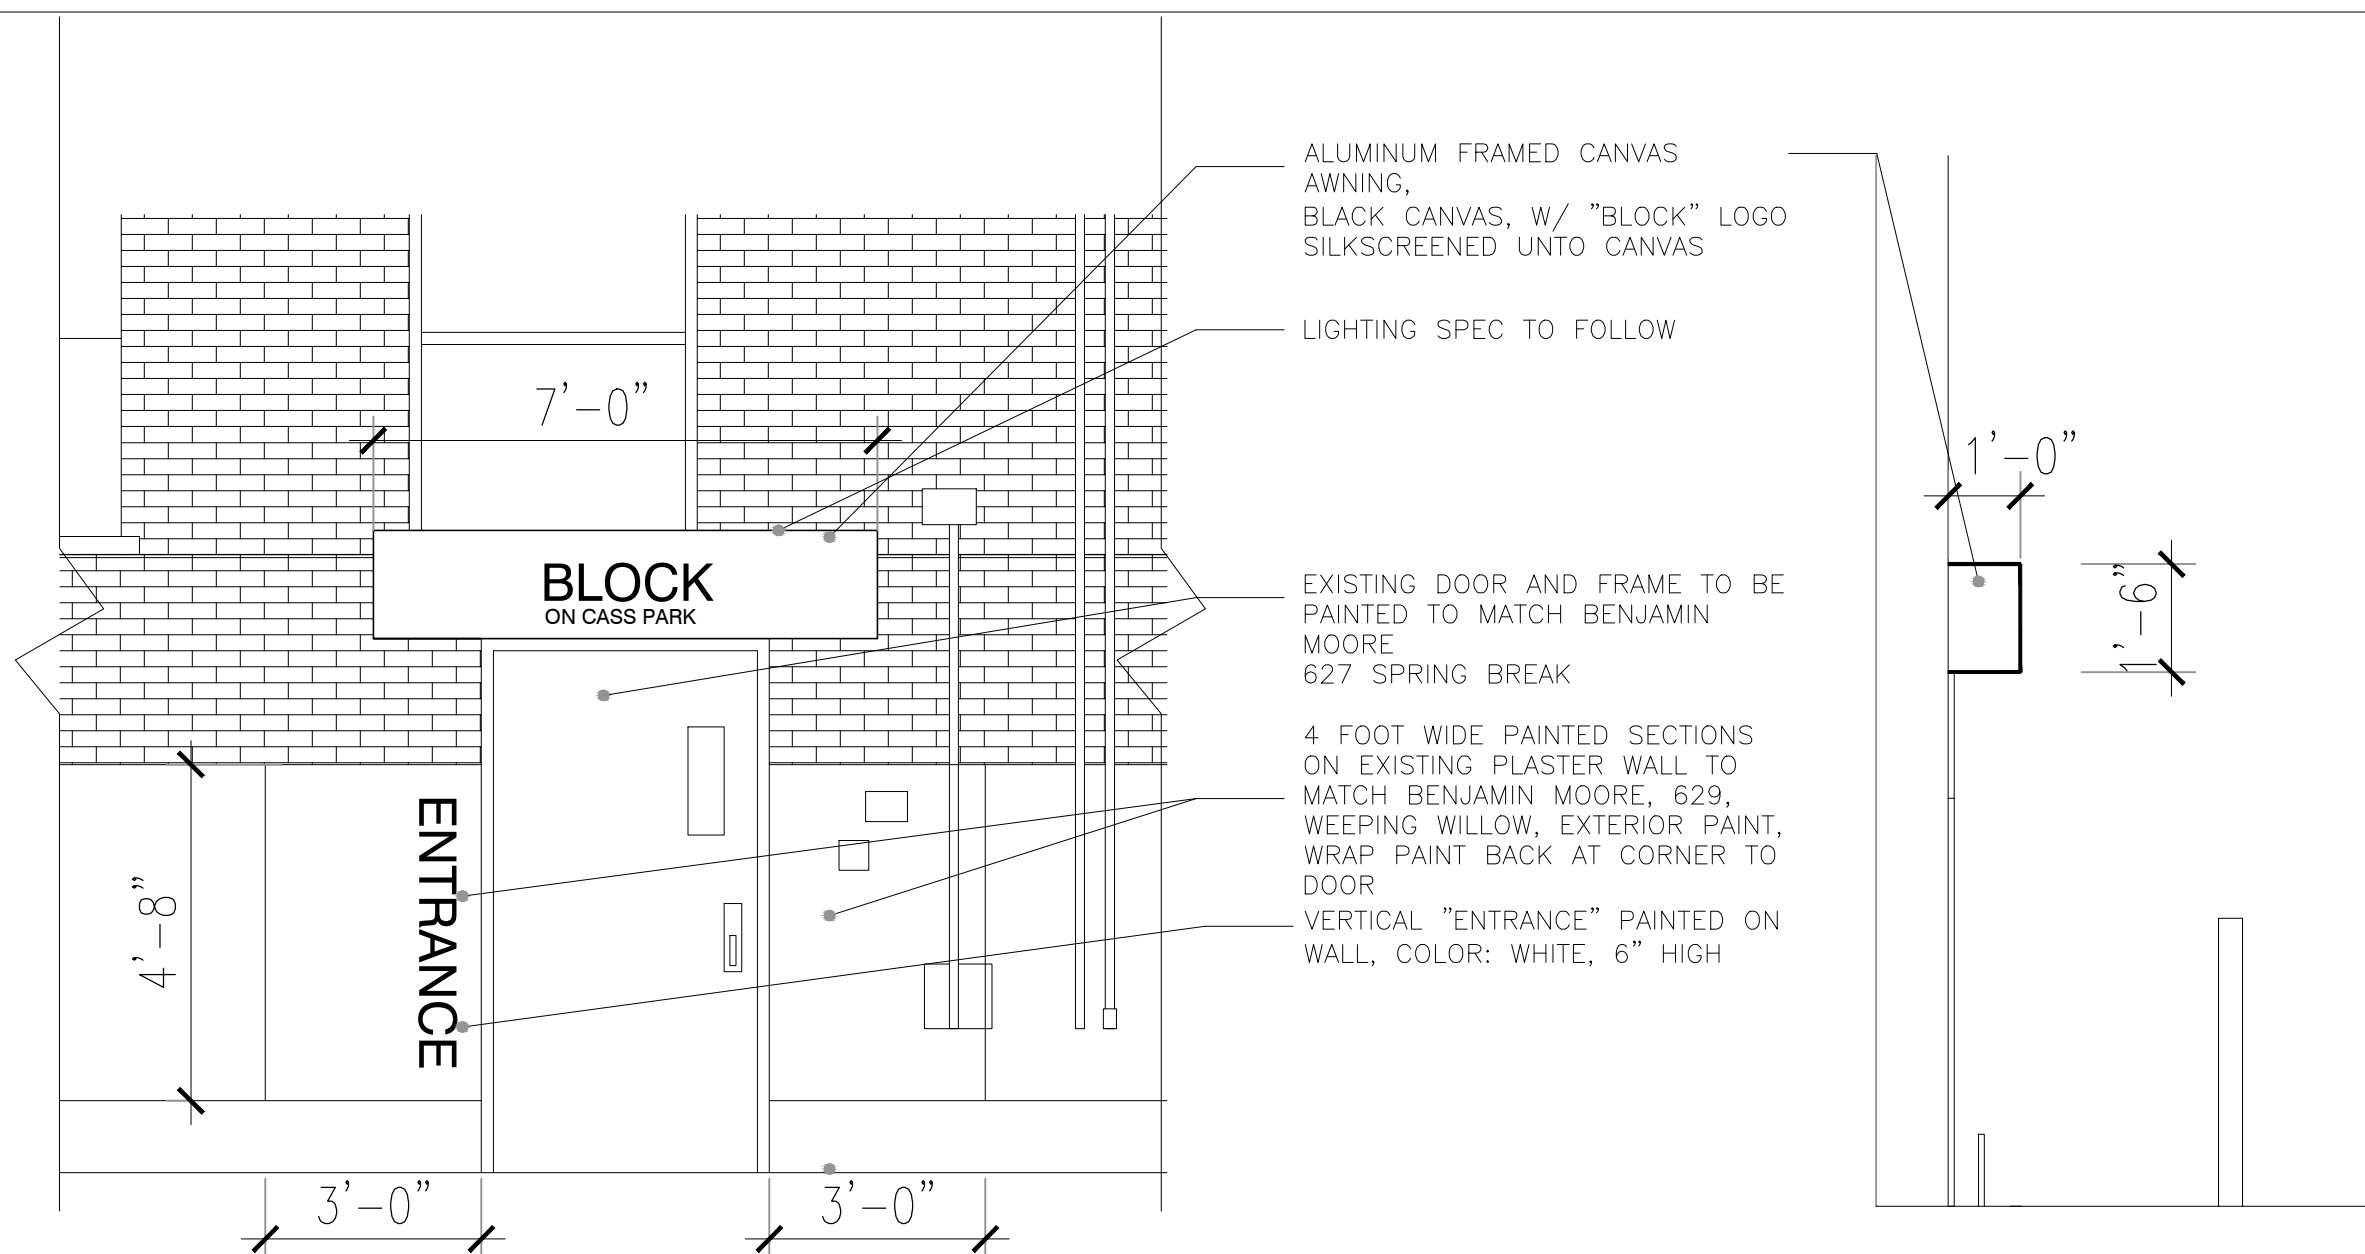 ALUMINUM FRAMED CANVAS
AWNING,
BLACK CANVAS, W/ "BLOCK" LOGO
SILKSCREENED UNTO CANVAS
LIGHTING SPEC TO FOLLOW
7'-0"
1'-0"
BLOCK
ON CASS PARK
EXISTING DOOR AND FRAME TO BE
PAINTED TO MATCH BENJAMIN
MOORE
627 SPRING BREAK
1'-6"
4 FOOT WIDE PAINTED SECTIONS
ON EXISTING PLASTER WALL TO
MATCH BENJAMIN MOORE, 629,
WEEPING WILLOW, EXTERIOR PAINT,
WRAP PAINT BACK AT CORNER TO
DOOR
VERTICAL "ENTRANCE" PAINTED ON
WALL, COLOR: WHITE, 6" HIGH
4'-8"
ENTRANCE
3'-0"
3'-0"